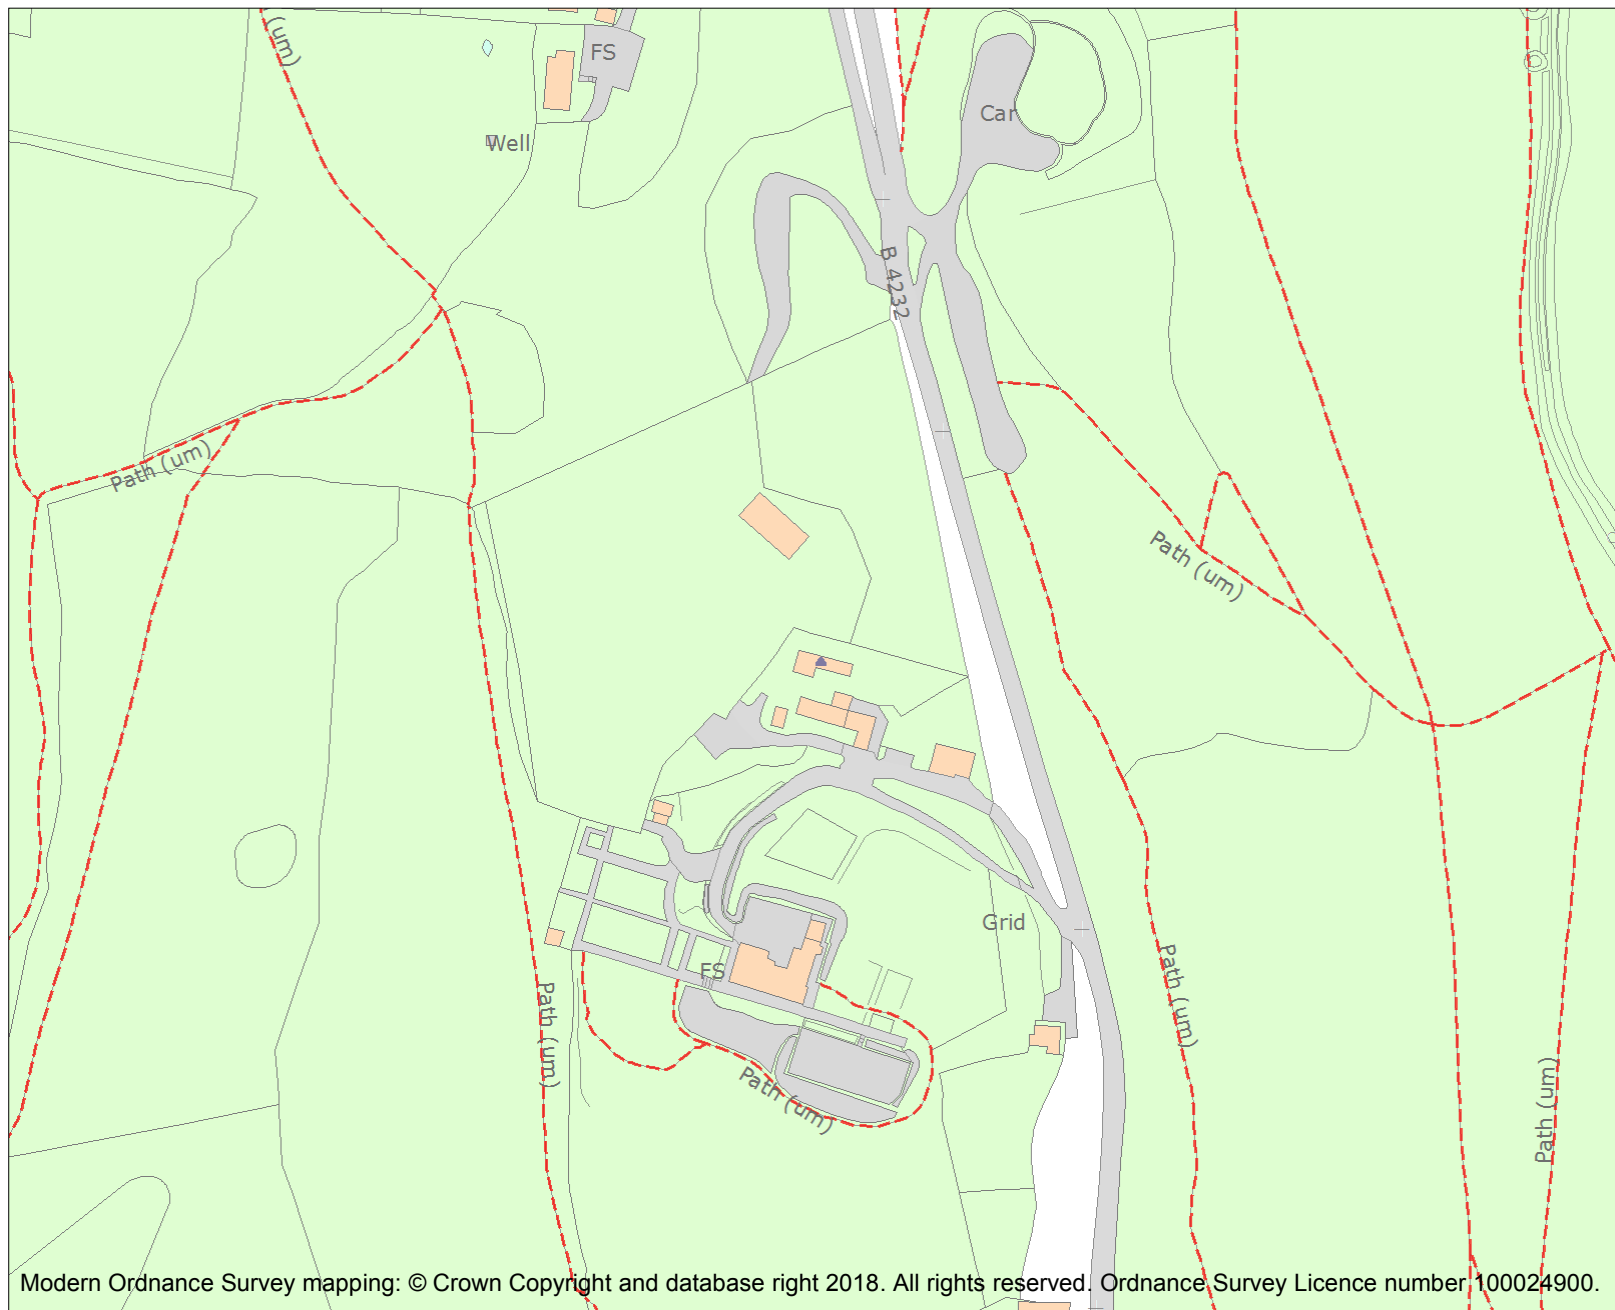 (um)
FS
Car
Well
B 4232
Path (um)
Path (um)
Grid
FS
Path (um)
Path (um)
Path (um)
Path (um)
Modern Ordnance Survey mapping: © Crown Copyright and database right 2018. All rights reserved. Ordnance Survey Licence number 100024900.